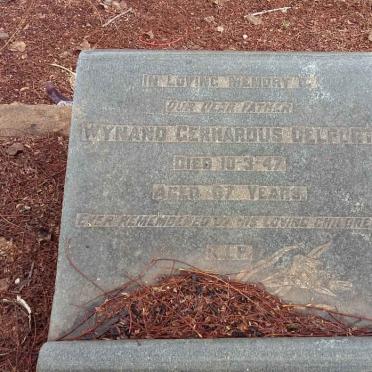 IN LOVING MEMORY OF
OUR DEAR FATHER
WYNAND GERHARDUS DELPORT
DIED 10-3-47
AGED 67 YEARS
EVER REMEMBERED BY HIS LOVING CHILDREN
R.I.P.